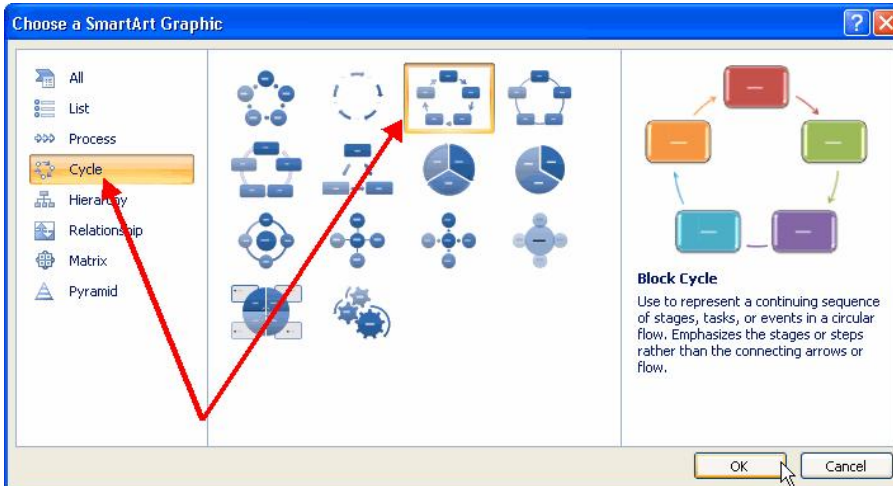 Choose a SmartArt Graphic
All
List
Process
Cycle
Hierarchy
Relationship
Matrix
Pyramid
Block Cycle
Use to represent a continuing sequence
of stages, tasks, or events in a circular
flow. Emphasizes the stages or steps
rather than the connecting arrows or
flow.
OK
Cancel